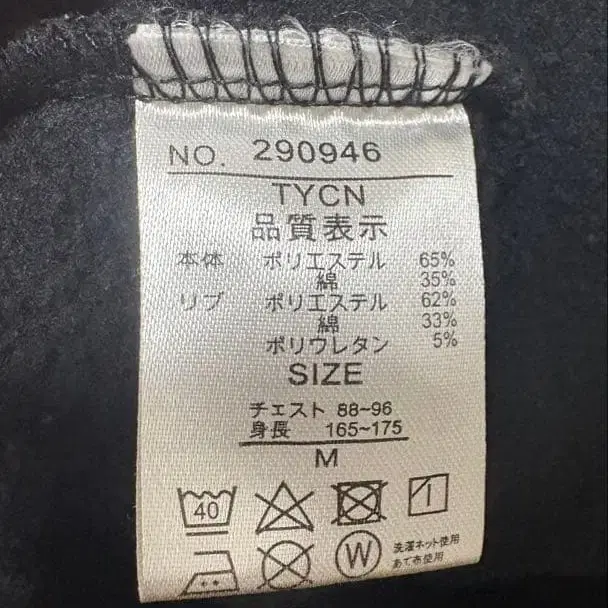 NO. 290946
TYCN
品質表示
本体 ポリエステル 65%
綿 35%
リブ ポリエステル 62%
綿 33%
ポリウレタン 5%
SIZE
チェスト 88~96
身長 165~175
M
40
W 洗濯ネット使用
あて布使用